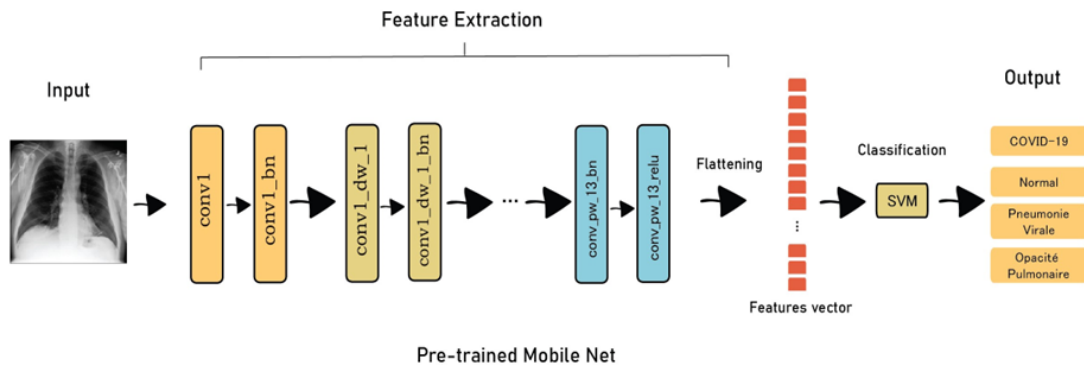 Feature Extraction
Input
conv1
conv1_bn
conv1_dw_1
conv1_dw_1_bn
...
conv_pw_13_bn
conv_pw_13_relu
Flattening
...
Features vector
Classification
SVM
Output
COVID-19
Normal
Pneumonie
Virale
Opacité
Pulmonaire
Pre-trained Mobile Net